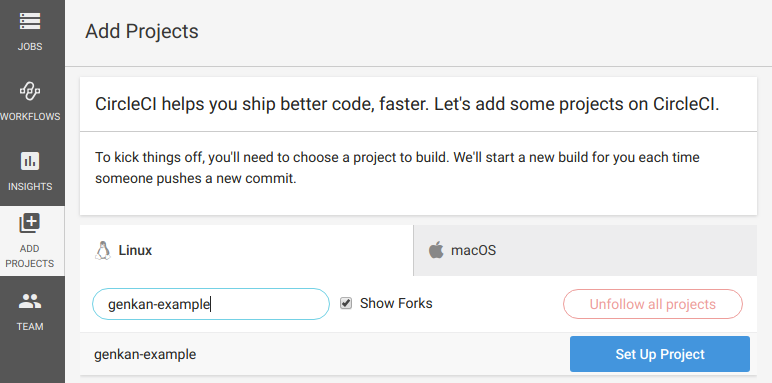 JOBS
WORKFLOWS
INSIGHTS
ADD
PROJECTS
TEAM
Add Projects
CircleCI helps you ship better code, faster. Let's add some projects on CircleCI.
To kick things off, you'll need to choose a project to build. We'll start a new build for you each time
someone pushes a new commit.
Linux
macOS
genkan-example
Show Forks
Unfollow all projects
genkan-example
Set Up Project